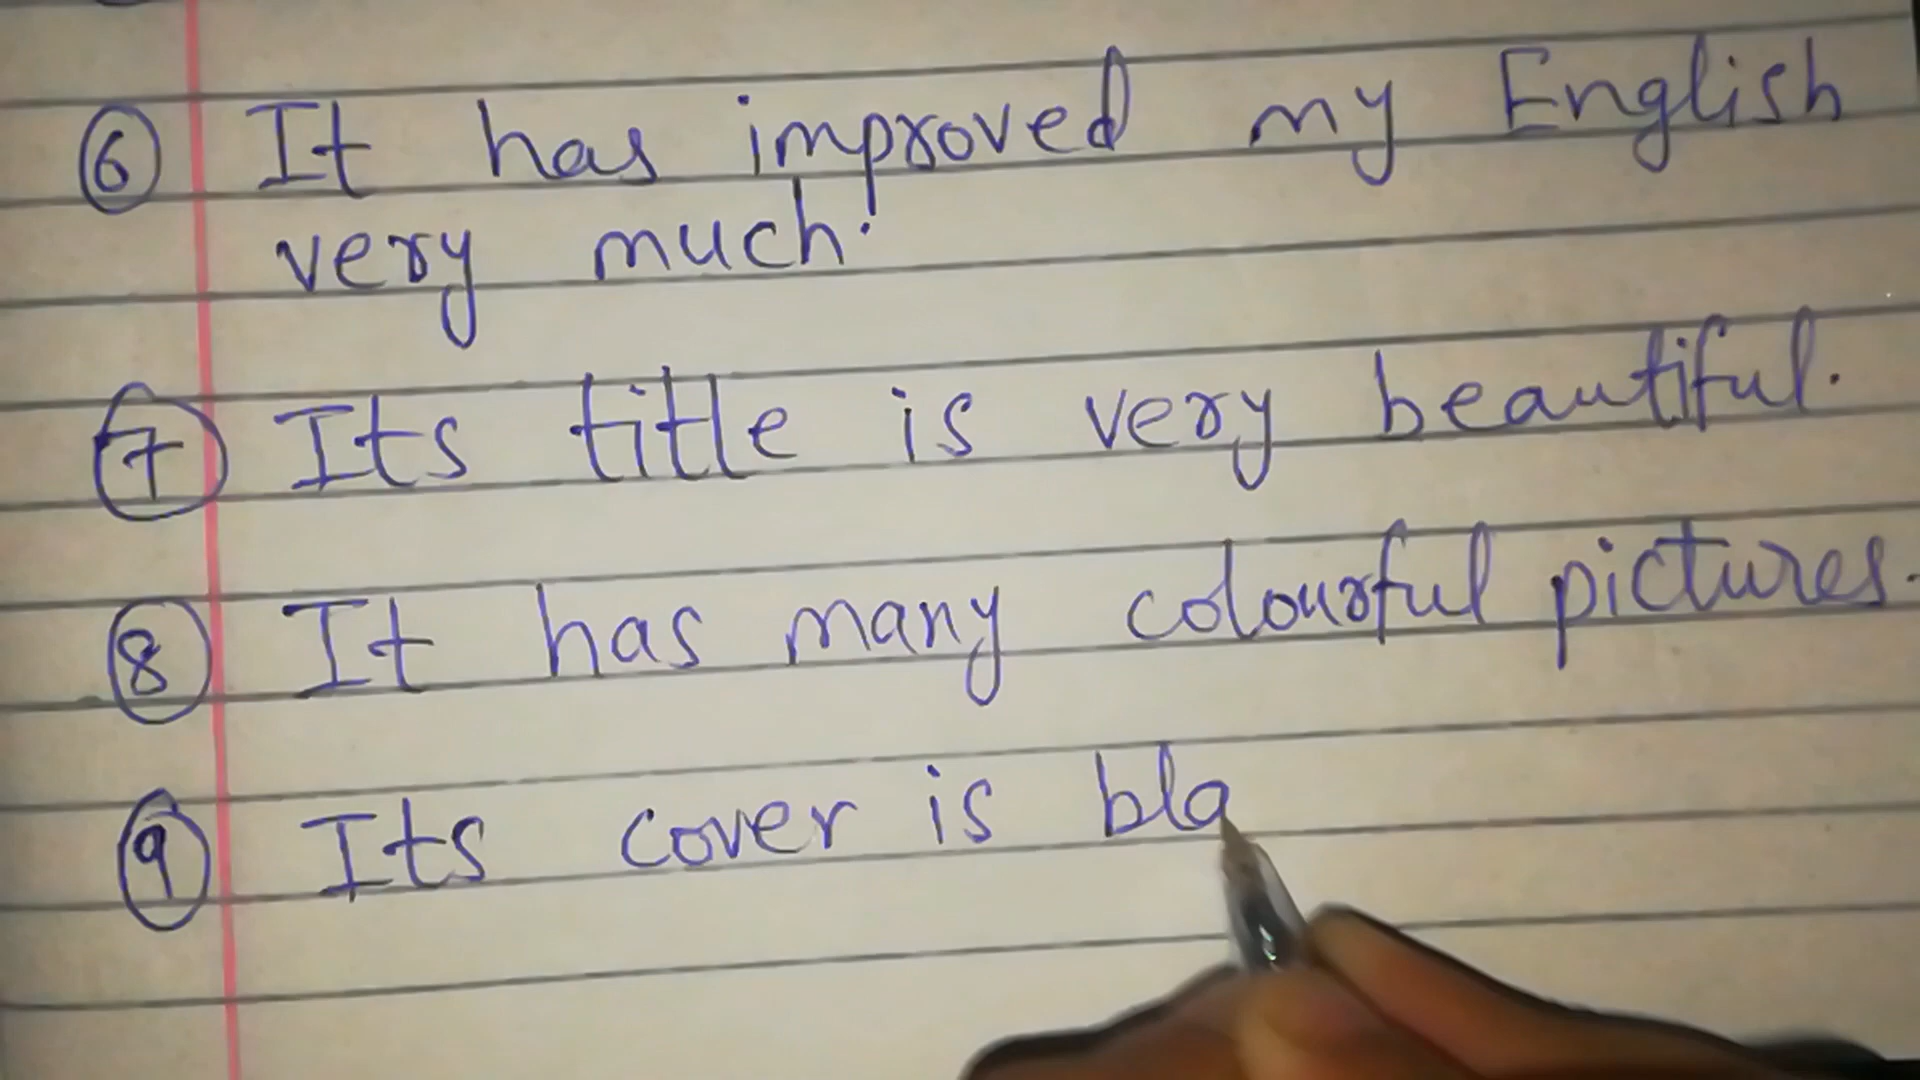 6 It has improved my English
very much.
7 Its title is very beautiful.
8 It has many colourful pictures.
9 Its cover is bla